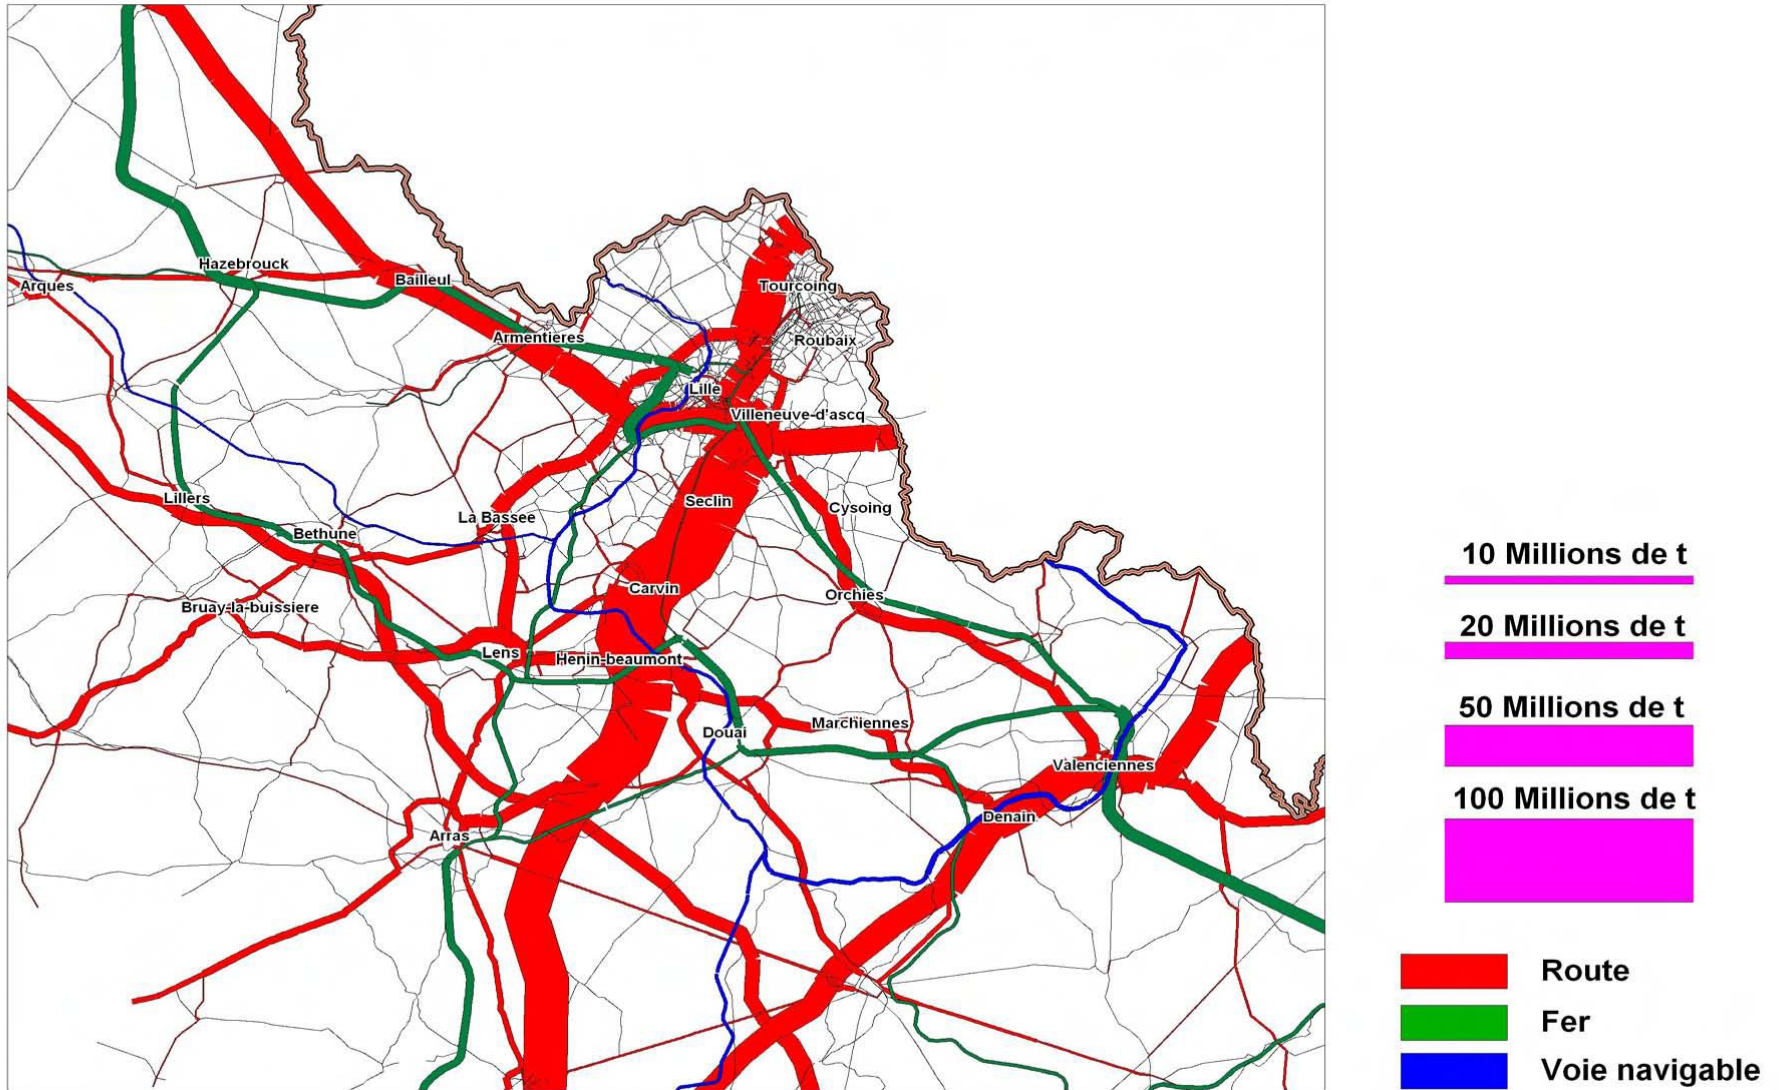 Hazebrouck
Bailleul
Arques
Tourcoing
Armentieres
Roubaix
Lille
Villeneuve-d'ascq
Lillers
Seclin
La Bassee
Cysoing
Bethune
Carvin
Orchies
Bruay-la-buissiere
Lens
Henin-beaumont
Marchiennes
Douai
Valenciennes
Denain
Arras
10 Millions de t
20 Millions de t
50 Millions de t
100 Millions de t
Route
Fer
Voie navigable